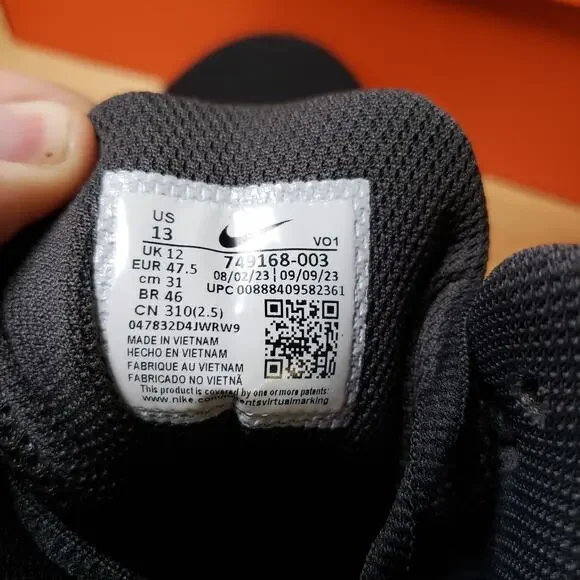 US
13
UK 12
EUR 47.5
cm 31
BR 46
CN 310(2.5)
047832D4JWRW9
VO1
749168-003
08/02/23 | 09/09/23
UPC 00888409582361
MADE IN VIETNAM
HECHO EN VIETNAM
FABRIQUE AU VIETNAM
FABRICADO NO VIETNÃ
This product is covered by one or more patents:
www.nike.com entsvirtualmarking